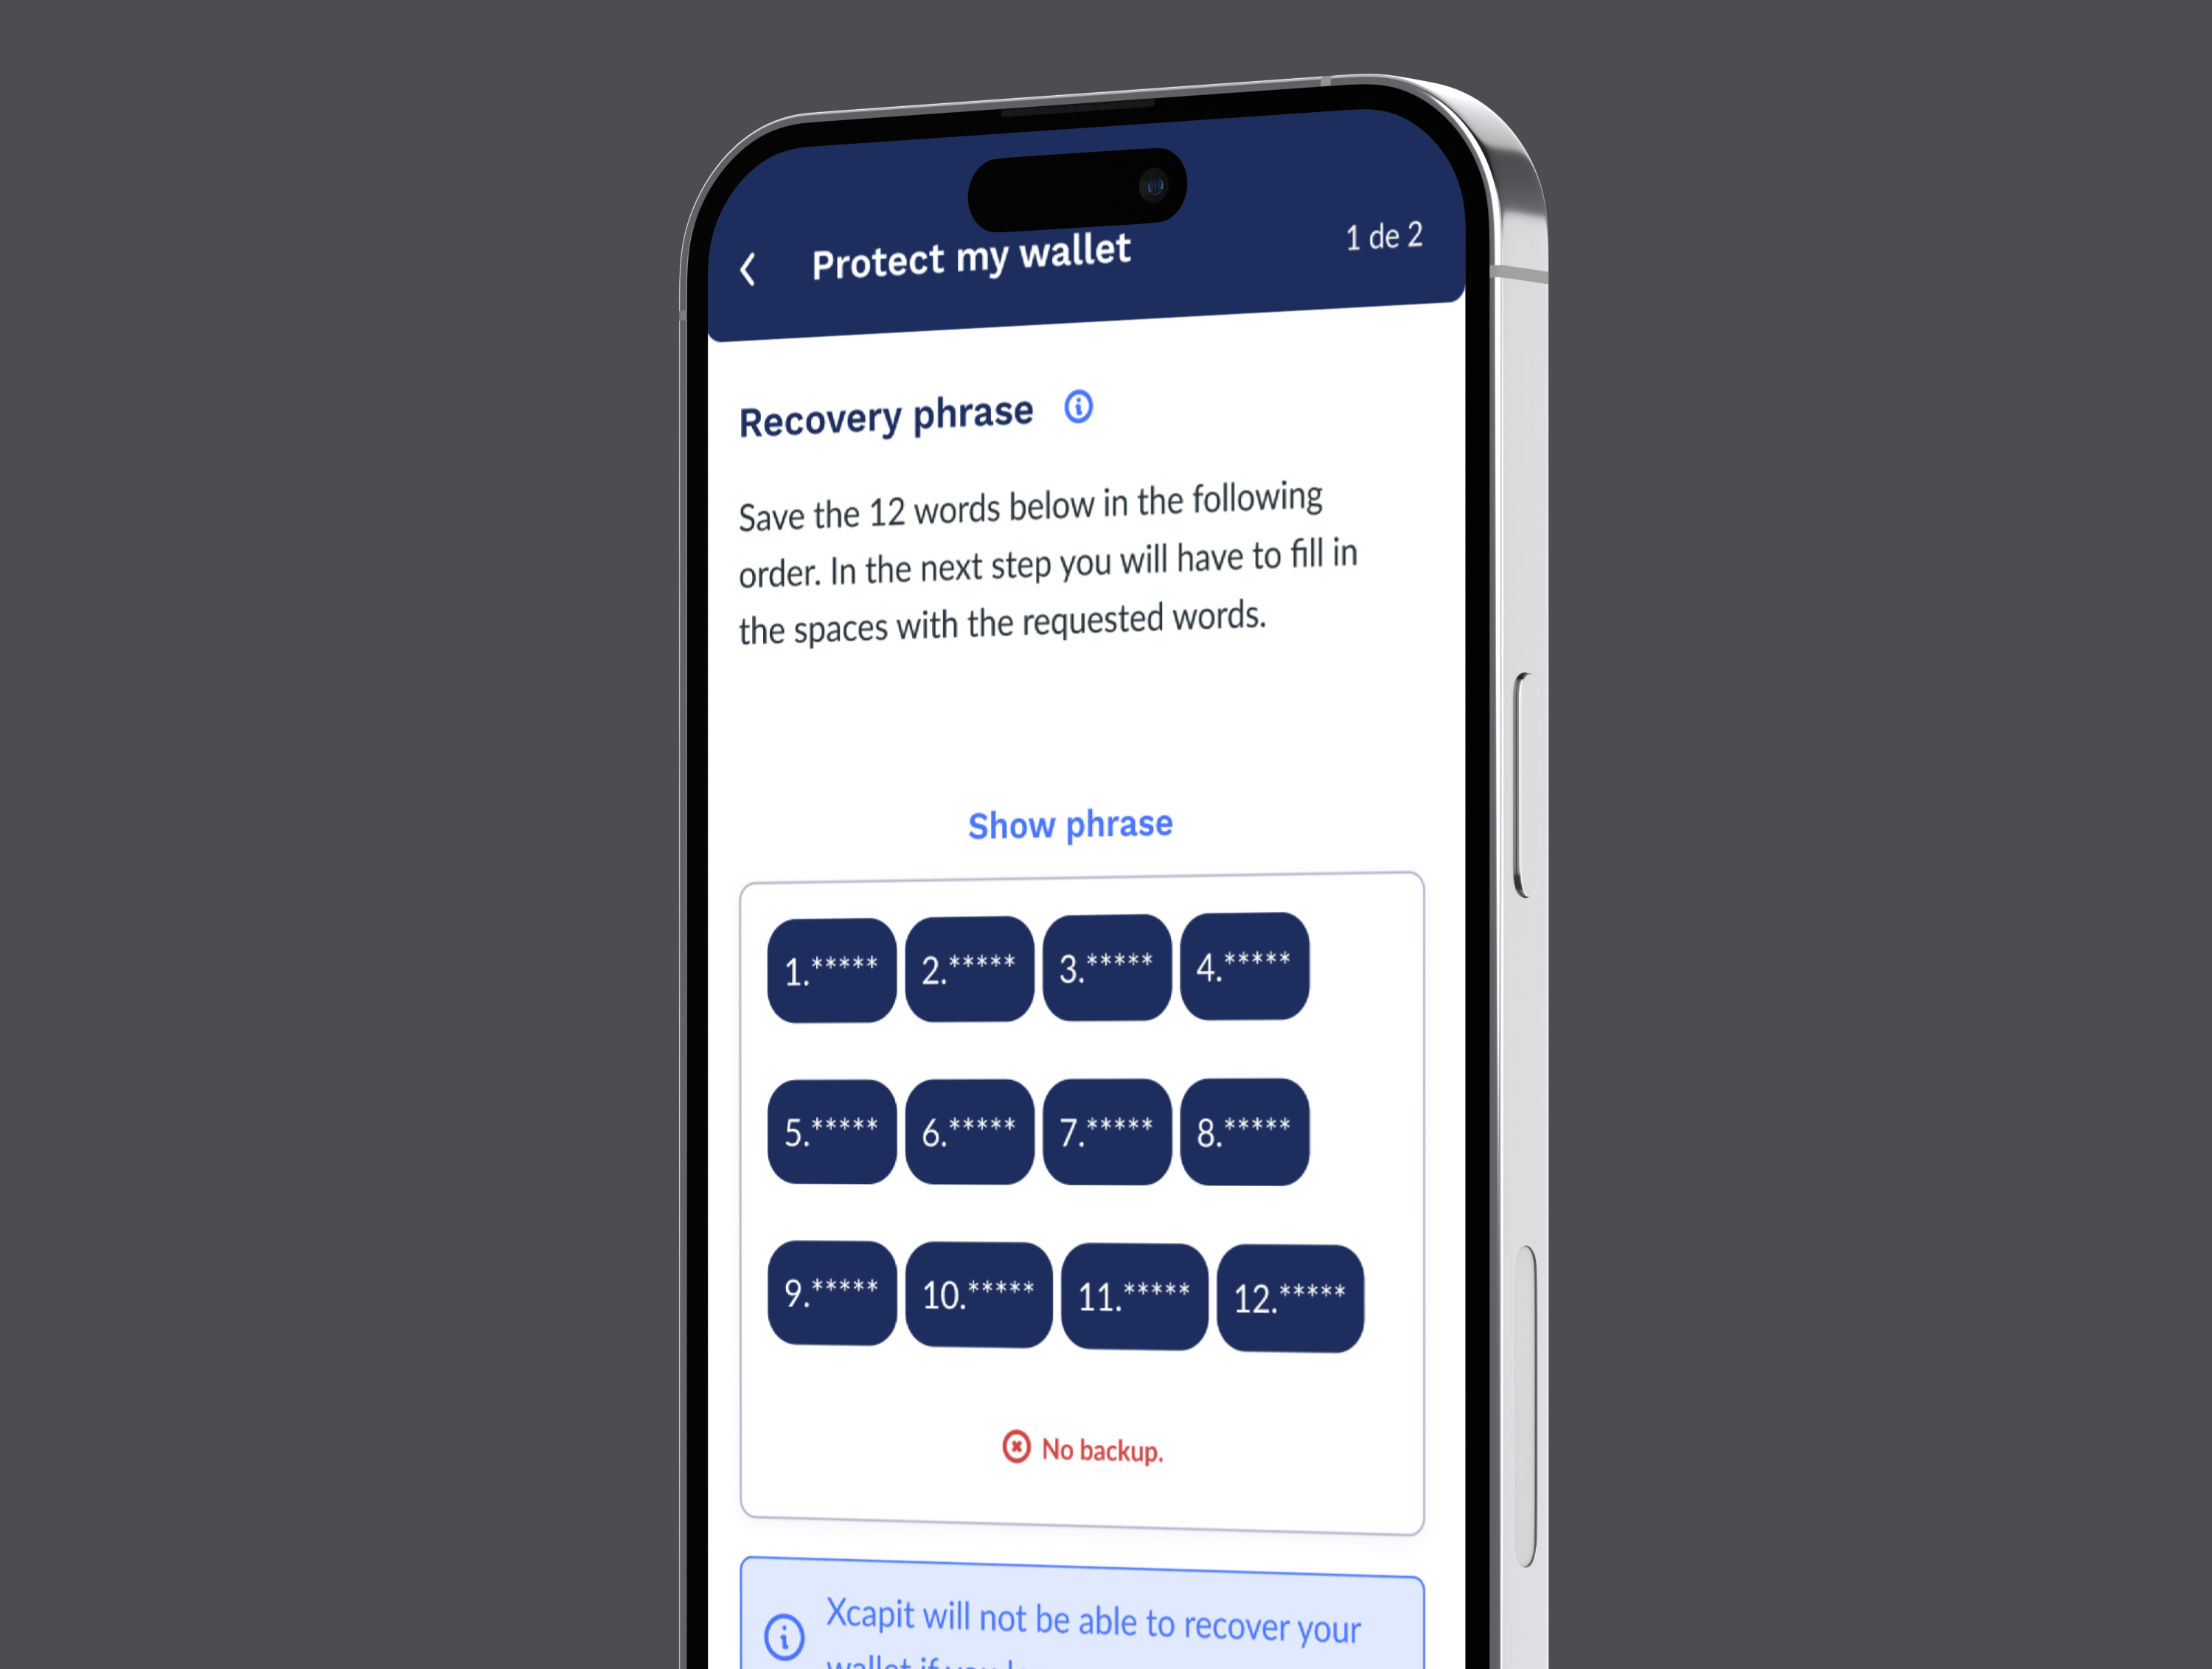 Protect my wallet
1 de 2
Recovery phrase
Save the 12 words below in the following
order. In the next step you will have to fill in
the spaces with the requested words.
Show phrase
1.***** 2.***** 3.***** 4.*****
5.***** 6.***** 7.***** 8.*****
9.***** 10.***** 11.***** 12.*****
No backup.
Xcapit will not be able to recover your
wallet if you